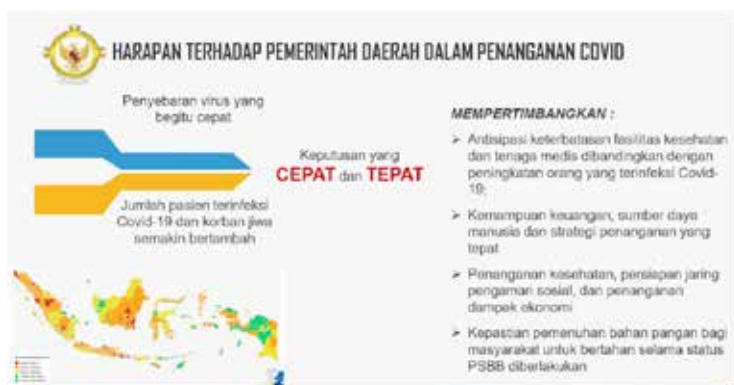 HARAPAN TERHADAP PEMERINTAH DAERAH DALAM PENANGANAN COVID
Penyebaran virus yang
begitu cepat
Keputusan yang
CEPAT dan TEPAT
Jumlah pasien terinfeksi
Covid-19 dan korban jiwa
semakin bertambah
MEMPERTIMBANGKAN :
➢ Antisipasi keterbatasan fasilitas kesehatan
dan tenaga medis dibandingkan dengan
peningkatan orang yang terinfeksi Covid-
19;
➢ Kemampuan keuangan, sumber daya
manusia dan strategi penanganan yang
tepat
➢ Penanganan kesehatan, persiapan jaring
pengaman sosial, dan penanganan
dampak ekonomi
➢ Kepastian pemenuhan bahan pangan bagi
masyarakat untuk bertahan selama status
PSBB diberlakukan